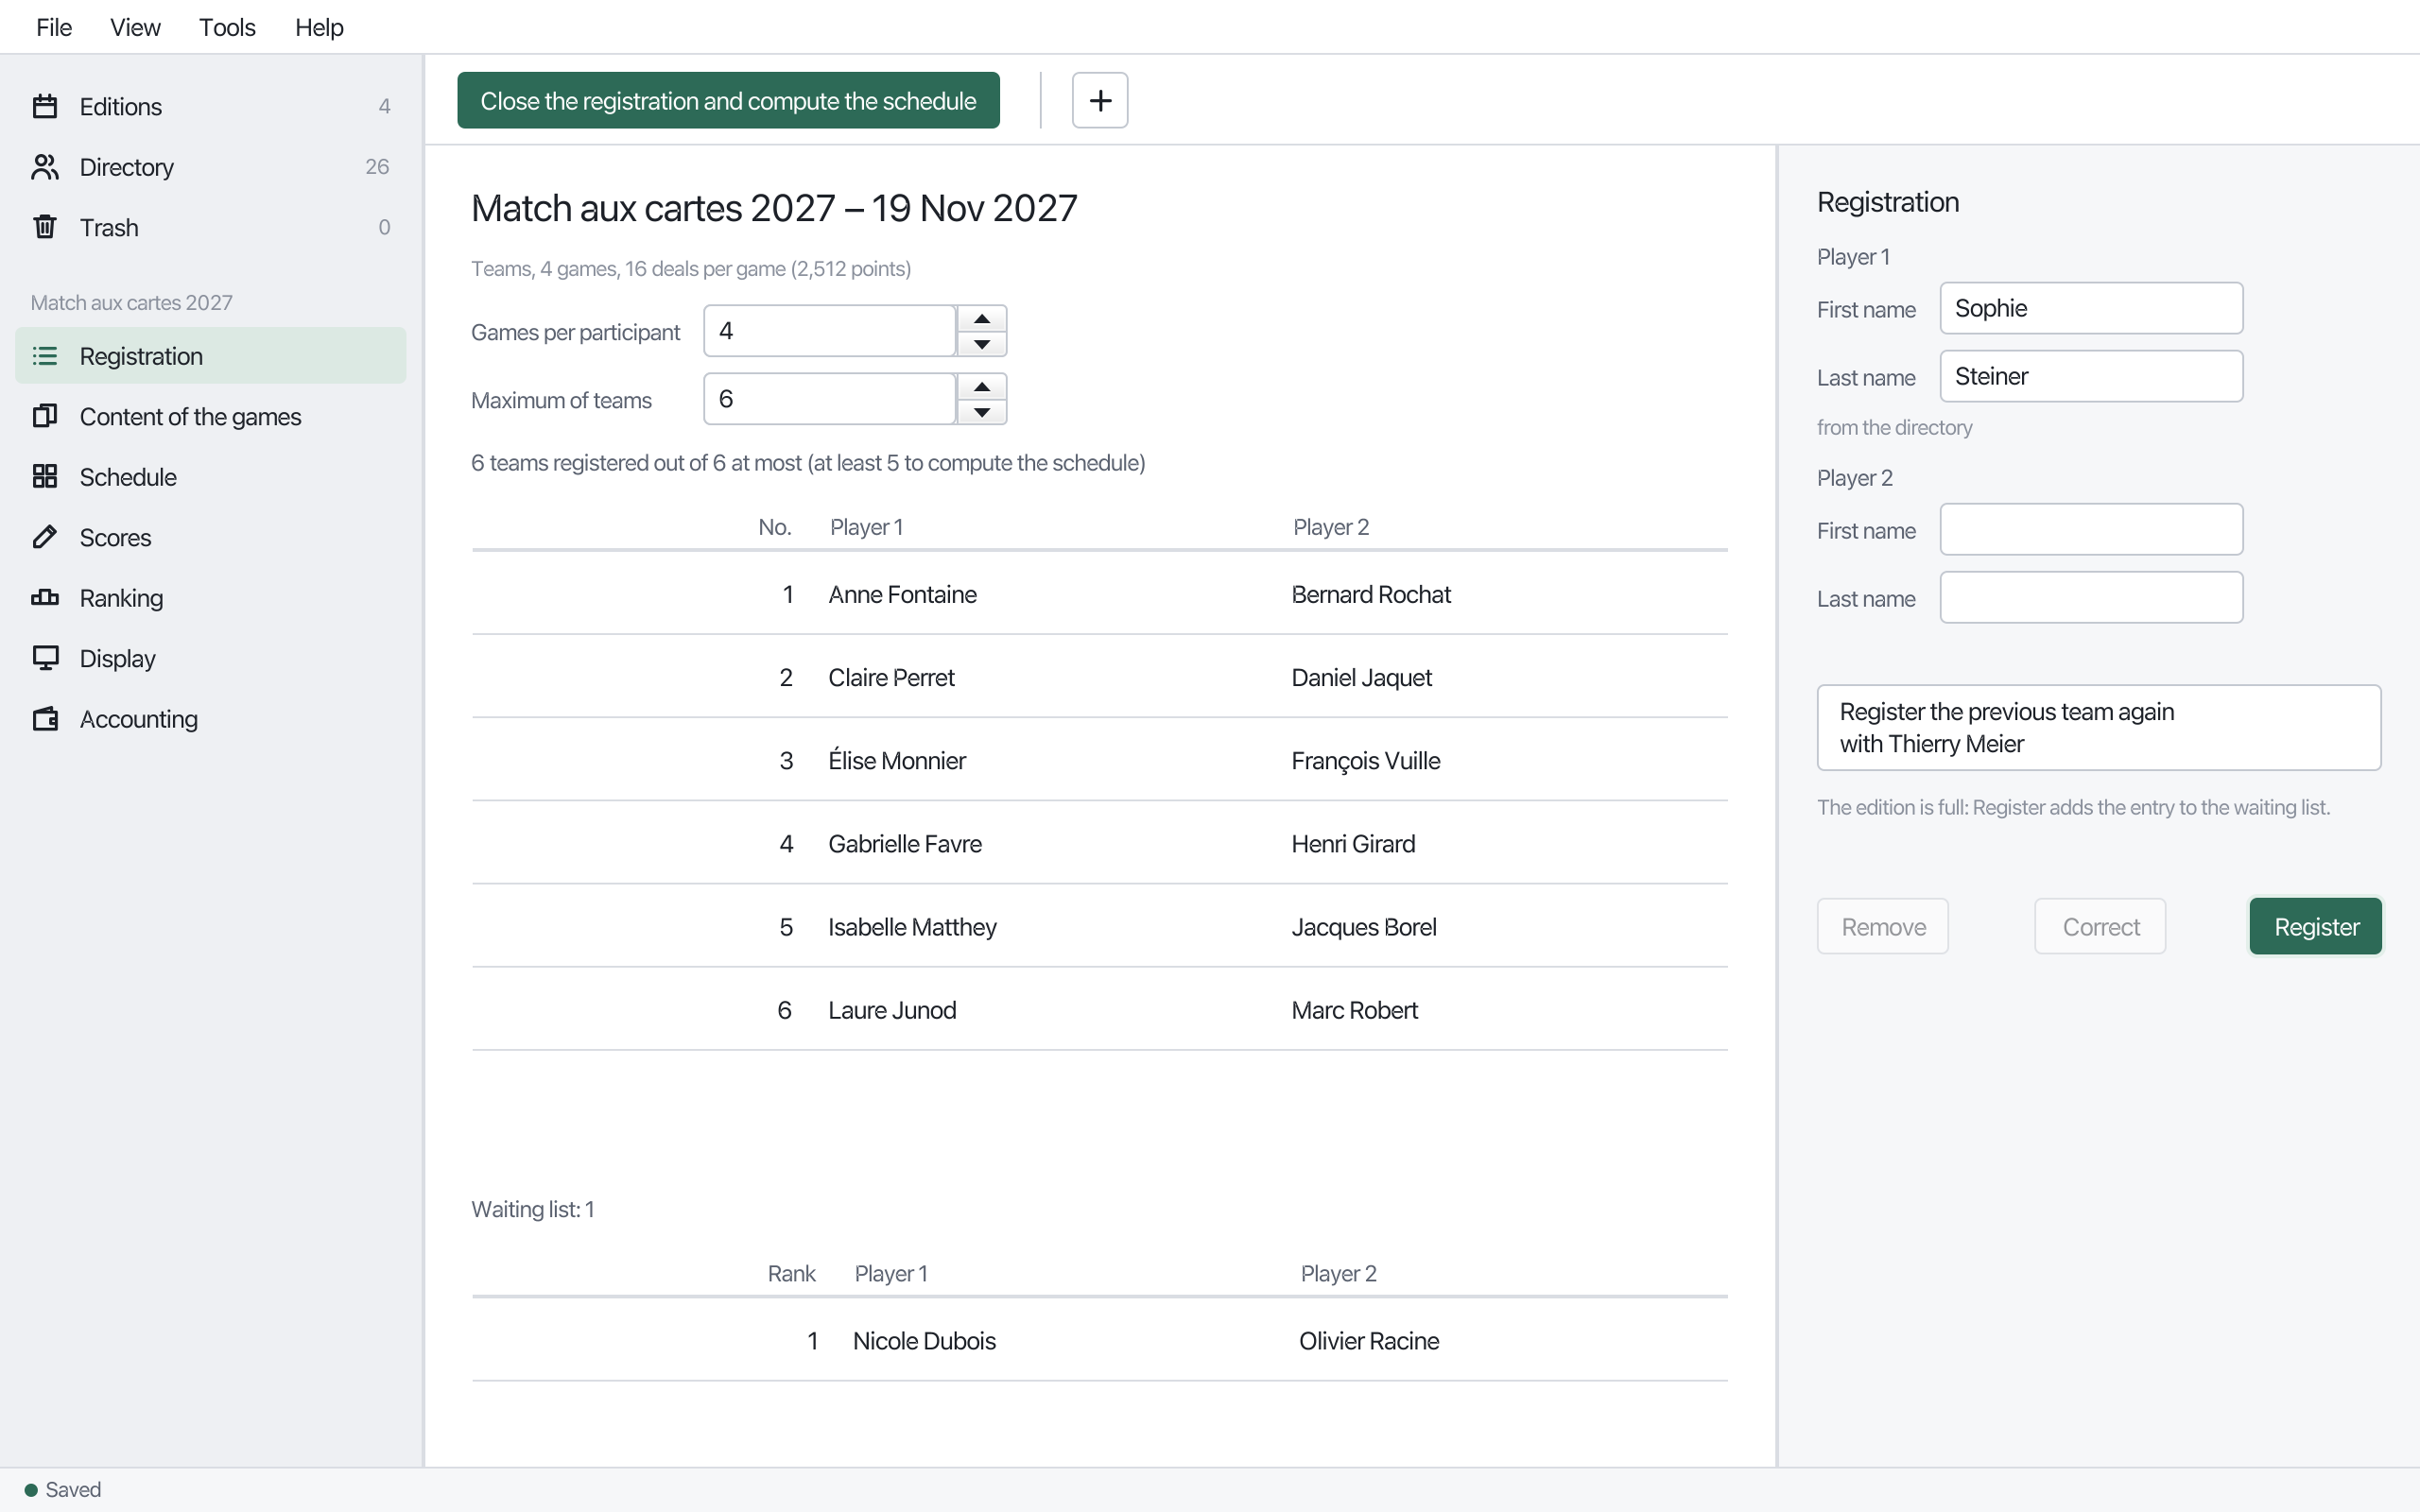 File View Tools Help
Editions 4
Directory 26
Trash 0
Match aux cartes 2027
Registration
Content of the games
Schedule
Scores
Ranking
Display
Accounting
Close the registration and compute the schedule
Match aux cartes 2027 – 19 Nov 2027
Teams, 4 games, 16 deals per game (2,512 points)
Games per participant 4
Maximum of teams 6
6 teams registered out of 6 at most (at least 5 to compute the schedule)
No. Player 1 Player 2
1 Anne Fontaine Bernard Rochat
2 Claire Perret Daniel Jaquet
3 Élise Monnier François Vuille
4 Gabrielle Favre Henri Girard
5 Isabelle Matthey Jacques Borel
6 Laure Junod Marc Robert
Waiting list: 1
Rank Player 1 Player 2
1 Nicole Dubois Olivier Racine
Registration
Player 1
First name Sophie
Last name Steiner
from the directory
Player 2
First name
Last name
Register the previous team again
with Thierry Meier
The edition is full: Register adds the entry to the waiting list.
Remove Correct Register
Saved